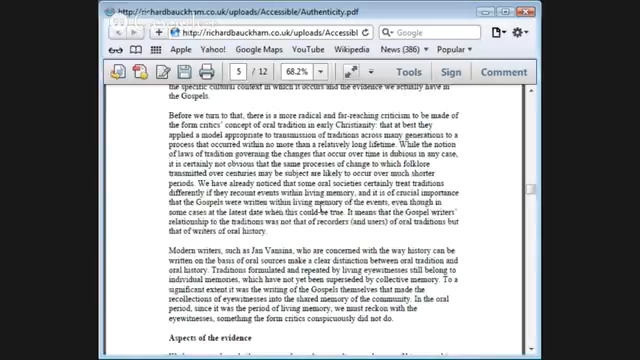 http://richardbauckham.co.uk/uploads/Accessible/Authenticity.pdf
http://richardbauckham.co.uk/uploads/Accessibl
Apple Yahoo! Google Maps YouTube Wikipedia News (386) Popular
5 / 12 68.2% Tools Sign Comment
the specific cultural context in which it occurs and the evidence we actually have in
the Gospels.
Before we turn to that, there is a more radical and far-reaching criticism to be made of
the form critics' concept of oral tradition in early Christianity: that at best they
applied a model appropriate to transmission of traditions across many generations to a
process that occurred within no more than a relatively long lifetime. While the notion
of laws of tradition governing the changes that occur over time is dubious in any case,
it is certainly not obvious that the same processes of change to which folklore
transmitted over centuries may be subject are likely to occur over much shorter
periods. We have already noticed that some oral societies certainly treat traditions
differently if they recount events within living memory, and it is of crucial importance
that the Gospels were written within living memory of the events, even though in
some cases at the latest date when this could be true. It means that the Gospel writers'
relationship to the traditions was not that of recorders (and users) of oral traditions but
that of writers of oral history.
Modern writers, such as Jan Vansina, who are concerned with the way history can be
written on the basis of oral sources make a clear distinction between oral tradition and
oral history. Traditions formulated and repeated by living eyewitnesses still belong to
individual memories, which have not yet been superseded by collective memory. To a
significant extent it was the writing of the Gospels themselves that made the
recollections of eyewitnesses into the shared memory of the community. In the oral
period, since it was the period of living memory, we must reckon with the
eyewitnesses, something the form critics conspicuously did not do.
Aspects of the evidence